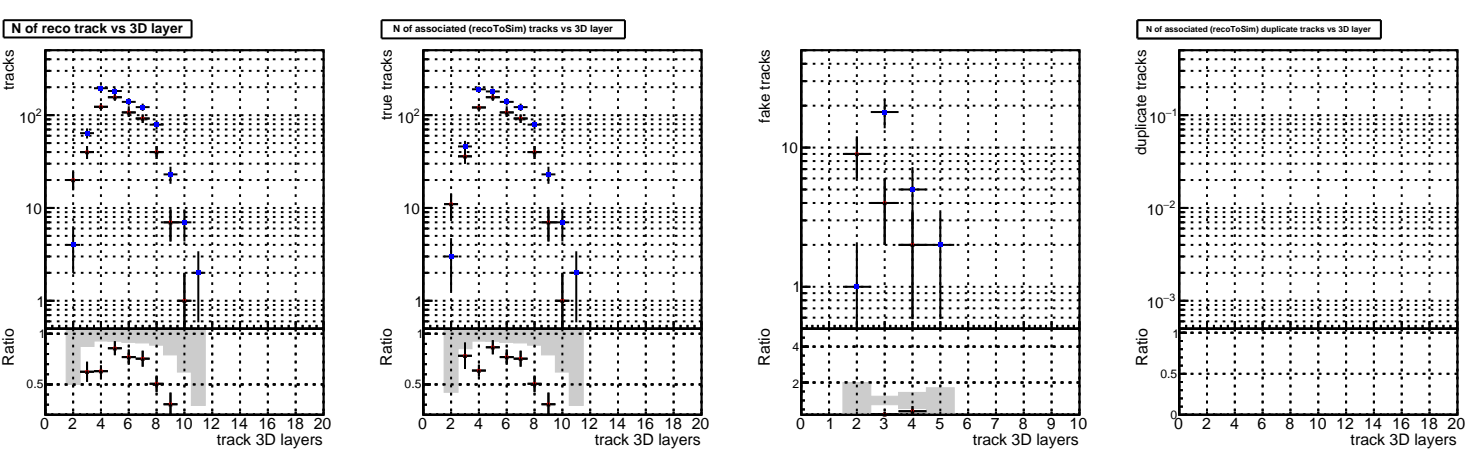 N of reco track vs 3D layer
tracks
10²
10
1
Ratio
1
0.5
0 2 4 6 8 10 12 14 16 18 20
track 3D layers
N of associated (recoToSim) tracks vs 3D layer
true tracks
10²
10
1
Ratio
1
0.5
0 2 4 6 8 10 12 14 16 18 20
track 3D layers
fake tracks
10
1
Ratio
4
2
0 1 2 3 4 5 6 7 8 9 10
track 3D layers
N of associated (recoToSim) duplicate tracks vs 3D layer
duplicate tracks
10⁻¹
10⁻²
10⁻³
Ratio
1
0.5
0
0 2 4 6 8 10 12 14 16 18 20
track 3D layers